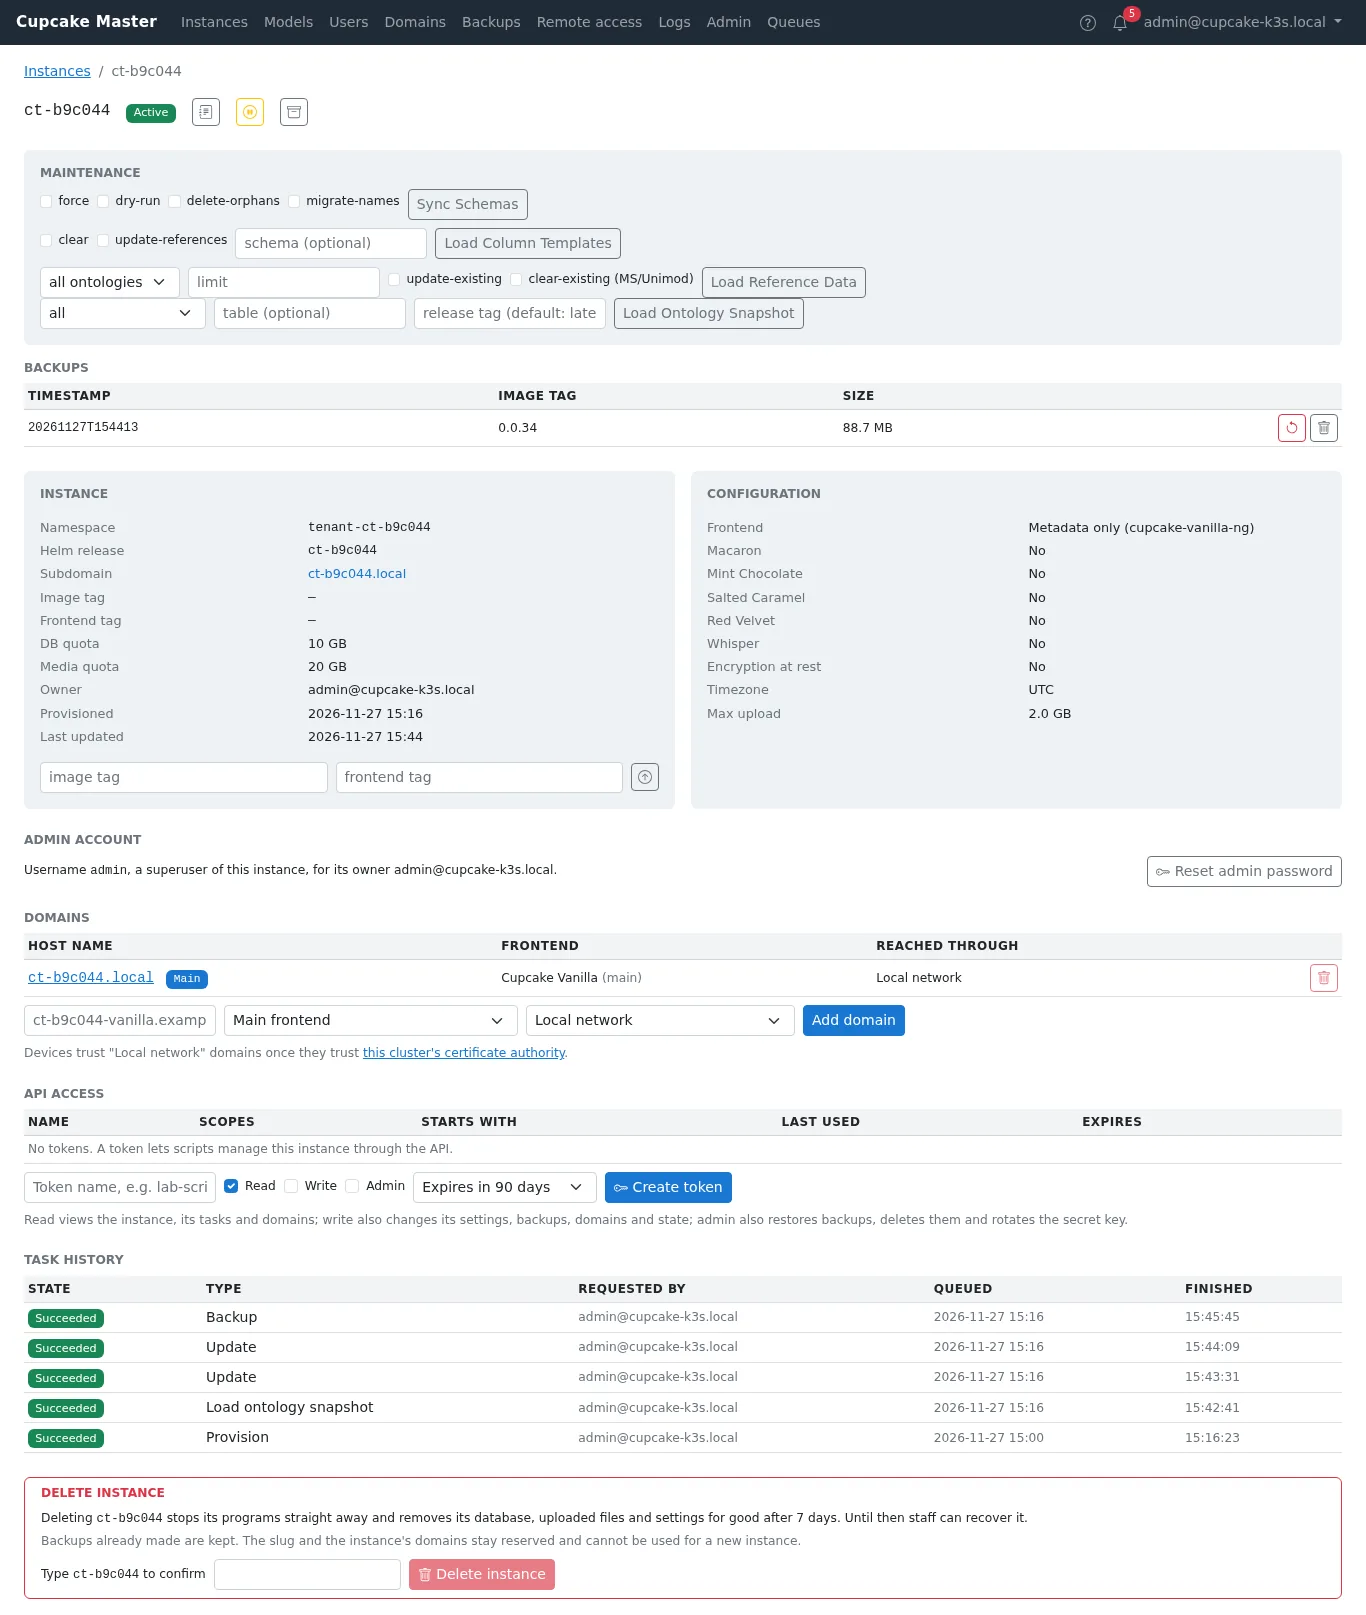 Cupcake Master Instances Models Users Domains Backups Remote access Logs Admin Queues 5 admin@cupcake-k3s.local
Instances / ct-b9c044
ct-b9c044 Active
MAINTENANCE
force dry-run delete-orphans migrate-names Sync Schemas
clear update-references schema (optional) Load Column Templates
all ontologies limit update-existing clear-existing (MS/Unimod) Load Reference Data
all table (optional) release tag (default: late Load Ontology Snapshot
BACKUPS
TIMESTAMP IMAGE TAG SIZE
20261127T154413 0.0.34 88.7 MB
INSTANCE
Namespace tenant-ct-b9c044
Helm release ct-b9c044
Subdomain ct-b9c044.local
Image tag —
Frontend tag —
DB quota 10 GB
Media quota 20 GB
Owner admin@cupcake-k3s.local
Provisioned 2026-11-27 15:16
Last updated 2026-11-27 15:44
image tag frontend tag
CONFIGURATION
Frontend Metadata only (cupcake-vanilla-ng)
Macaron No
Mint Chocolate No
Salted Caramel No
Red Velvet No
Whisper No
Encryption at rest No
Timezone UTC
Max upload 2.0 GB
ADMIN ACCOUNT
Username admin, a superuser of this instance, for its owner admin@cupcake-k3s.local. Reset admin password
DOMAINS
HOST NAME FRONTEND REACHED THROUGH
ct-b9c044.local Main Cupcake Vanilla (main) Local network
ct-b9c044-vanilla.examp Main frontend Local network Add domain
Devices trust "Local network" domains once they trust this cluster's certificate authority.
API ACCESS
NAME SCOPES STARTS WITH LAST USED EXPIRES
No tokens. A token lets scripts manage this instance through the API.
Token name, e.g. lab-scri Read Write Admin Expires in 90 days Create token
Read views the instance, its tasks and domains; write also changes its settings, backups, domains and state; admin also restores backups, deletes them and rotates the secret key.
TASK HISTORY
STATE TYPE REQUESTED BY QUEUED FINISHED
Succeeded Backup admin@cupcake-k3s.local 2026-11-27 15:16 15:45:45
Succeeded Update admin@cupcake-k3s.local 2026-11-27 15:16 15:44:09
Succeeded Update admin@cupcake-k3s.local 2026-11-27 15:16 15:43:31
Succeeded Load ontology snapshot admin@cupcake-k3s.local 2026-11-27 15:16 15:42:41
Succeeded Provision admin@cupcake-k3s.local 2026-11-27 15:00 15:16:23
DELETE INSTANCE
Deleting ct-b9c044 stops its programs straight away and removes its database, uploaded files and settings for good after 7 days. Until then staff can recover it.
Backups already made are kept. The slug and the instance's domains stay reserved and cannot be used for a new instance.
Type ct-b9c044 to confirm Delete instance